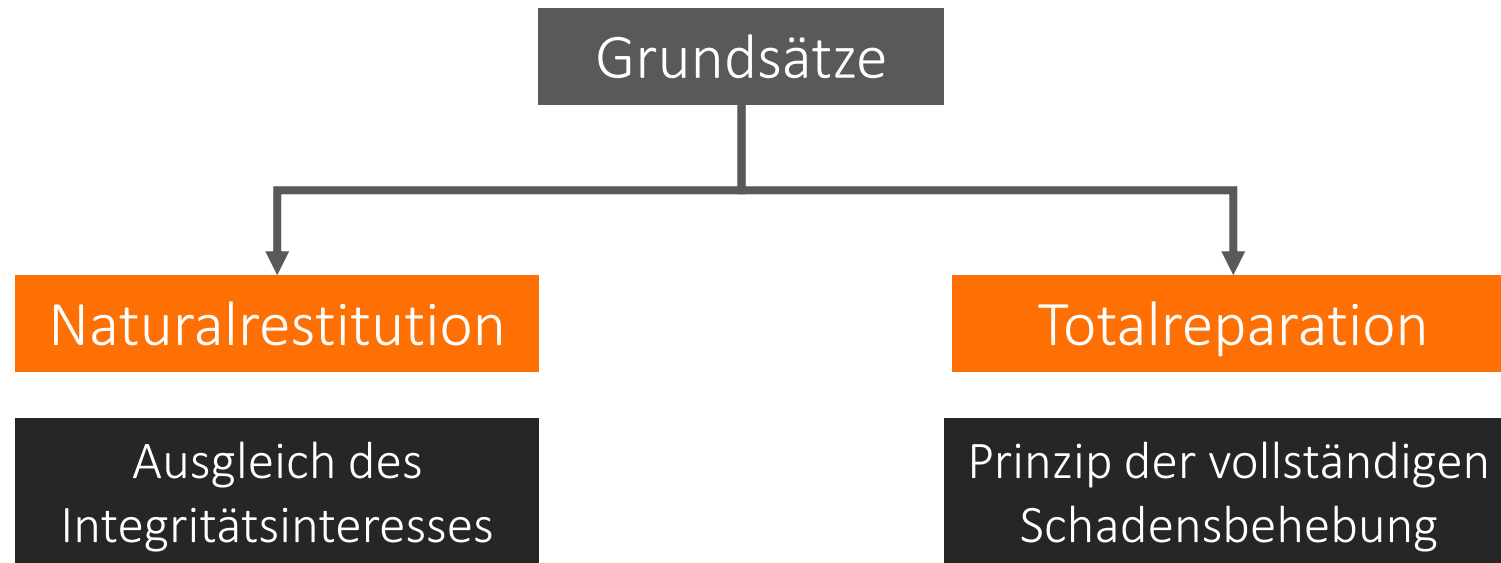 Grundsätze
Naturalrestitution
Totalreparation
Ausgleich des
Integritätsinteresses
Prinzip der vollständigen
Schadensbehebung